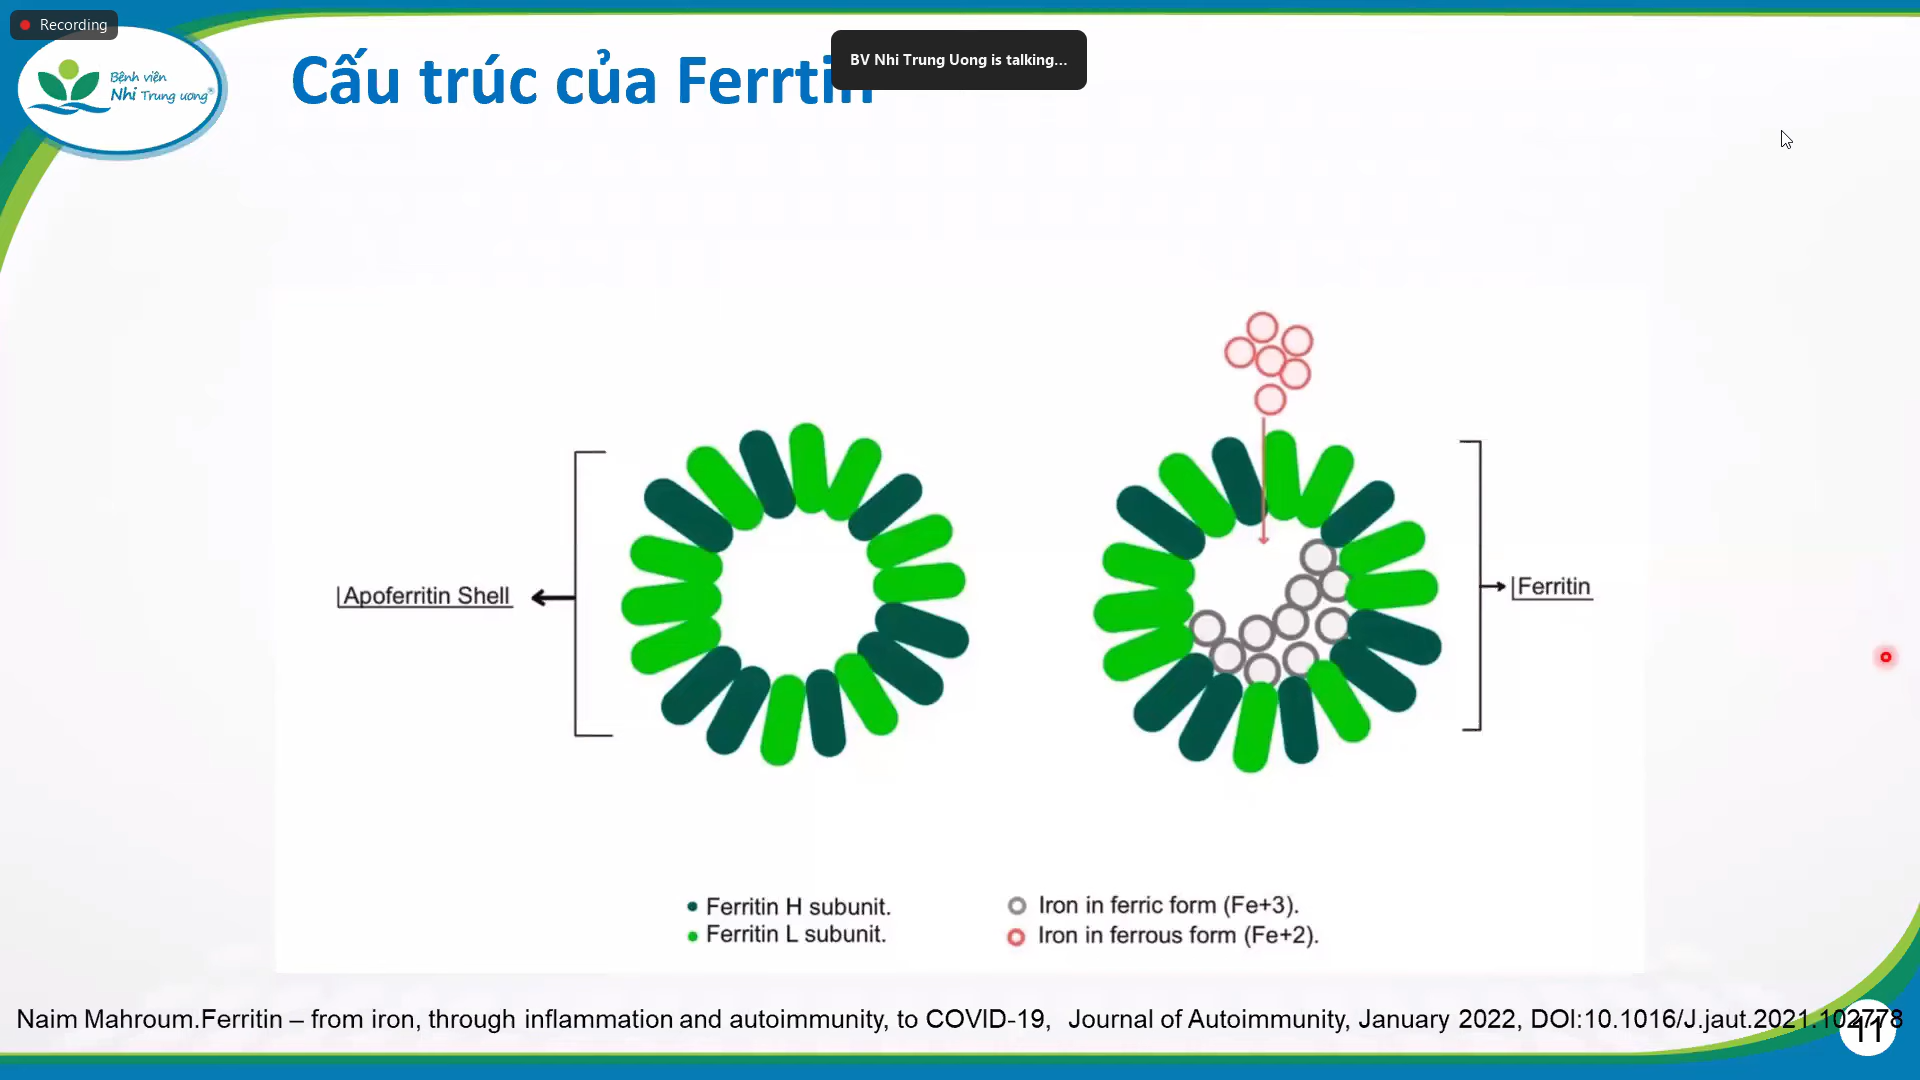 Recording
BV Nhi Trung Uong is talking...
Bệnh viện
Nhi Trung ương
Cấu trúc của Ferrtin
Apoferritin Shell
Ferritin
Ferritin H subunit.
Ferritin L subunit.
Iron in ferric form (Fe+3).
Iron in ferrous form (Fe+2).
Naim Mahroum.Ferritin – from iron, through inflammation and autoimmunity, to COVID-19, Journal of Autoimmunity, January 2022, DOI:10.1016/J.jaut.2021.102778
11